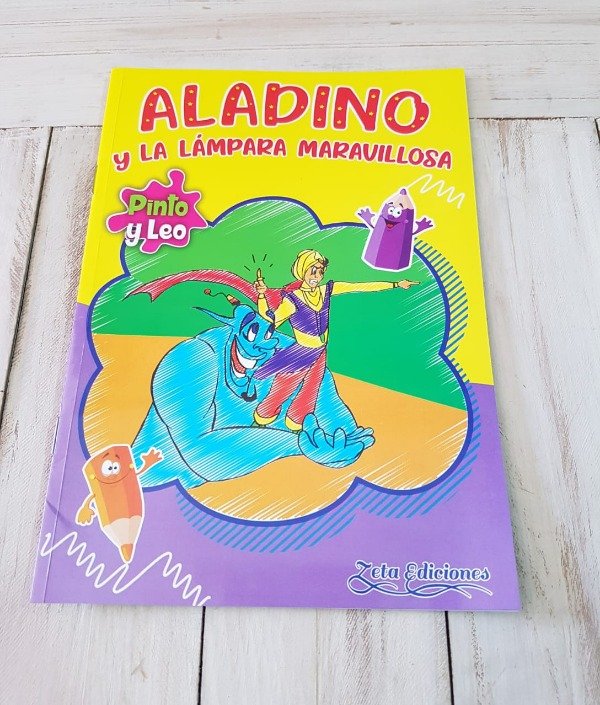 ALADINO
y LA LÁMPARA MARAVILLOSA
Pinto
y Leo
Zeta Ediciones